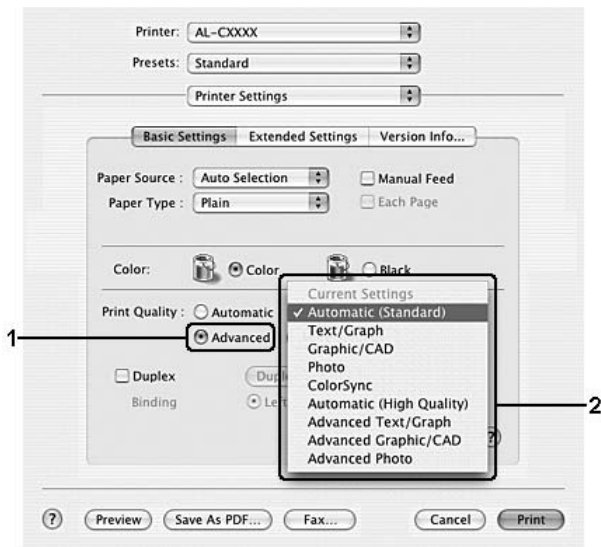 Printer: AL-CXXXX
Presets: Standard
Printer Settings
Basic Settings Extended Settings Version Info...
Paper Source : Auto Selection Manual Feed
Paper Type : Plain Each Page
Color: Color Black
Print Quality : Automatic
1 Advanced
Duplex
Binding
Current Settings
✓ Automatic (Standard)
Text/Graph
Graphic/CAD
Photo
ColorSync
Automatic (High Quality)
Advanced Text/Graph
Advanced Graphic/CAD
Advanced Photo
2
?
? Preview Save As PDF... Fax... Cancel Print